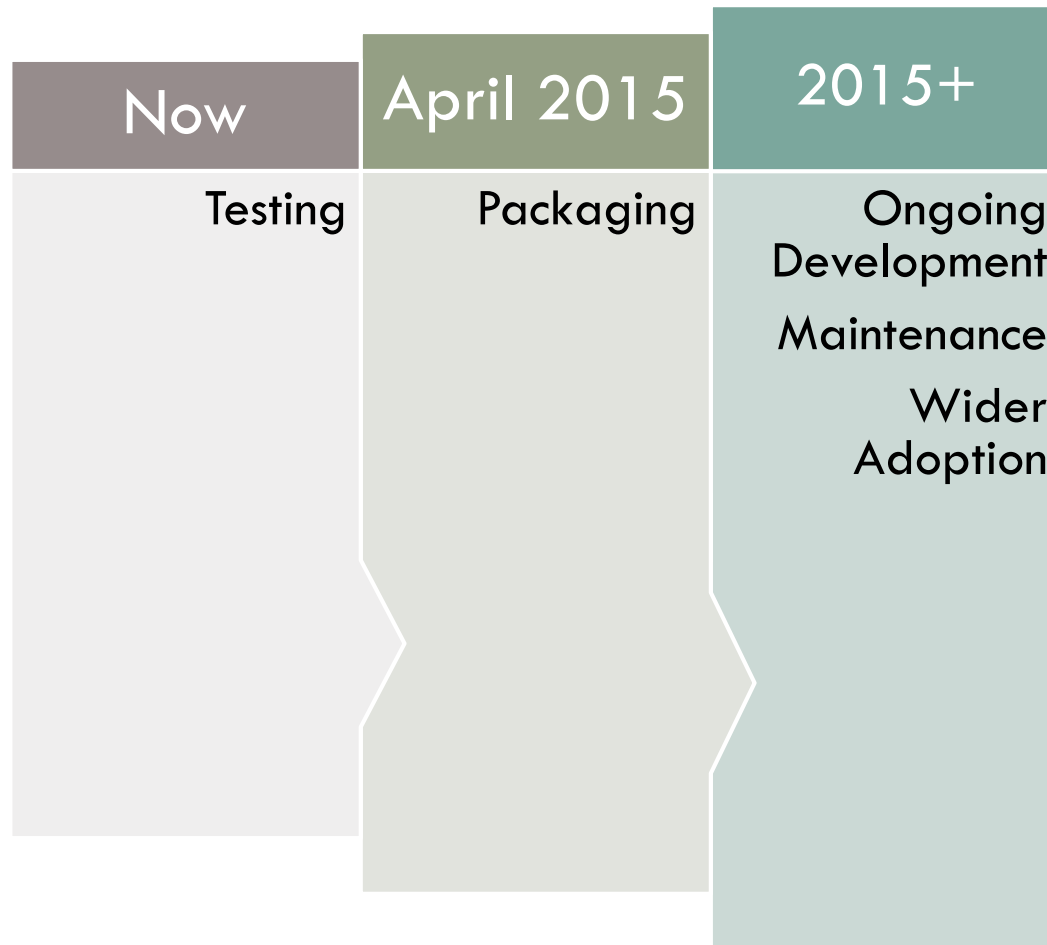 Now
Testing
April 2015
Packaging
2015+
Ongoing
Development
Maintenance
Wider
Adoption